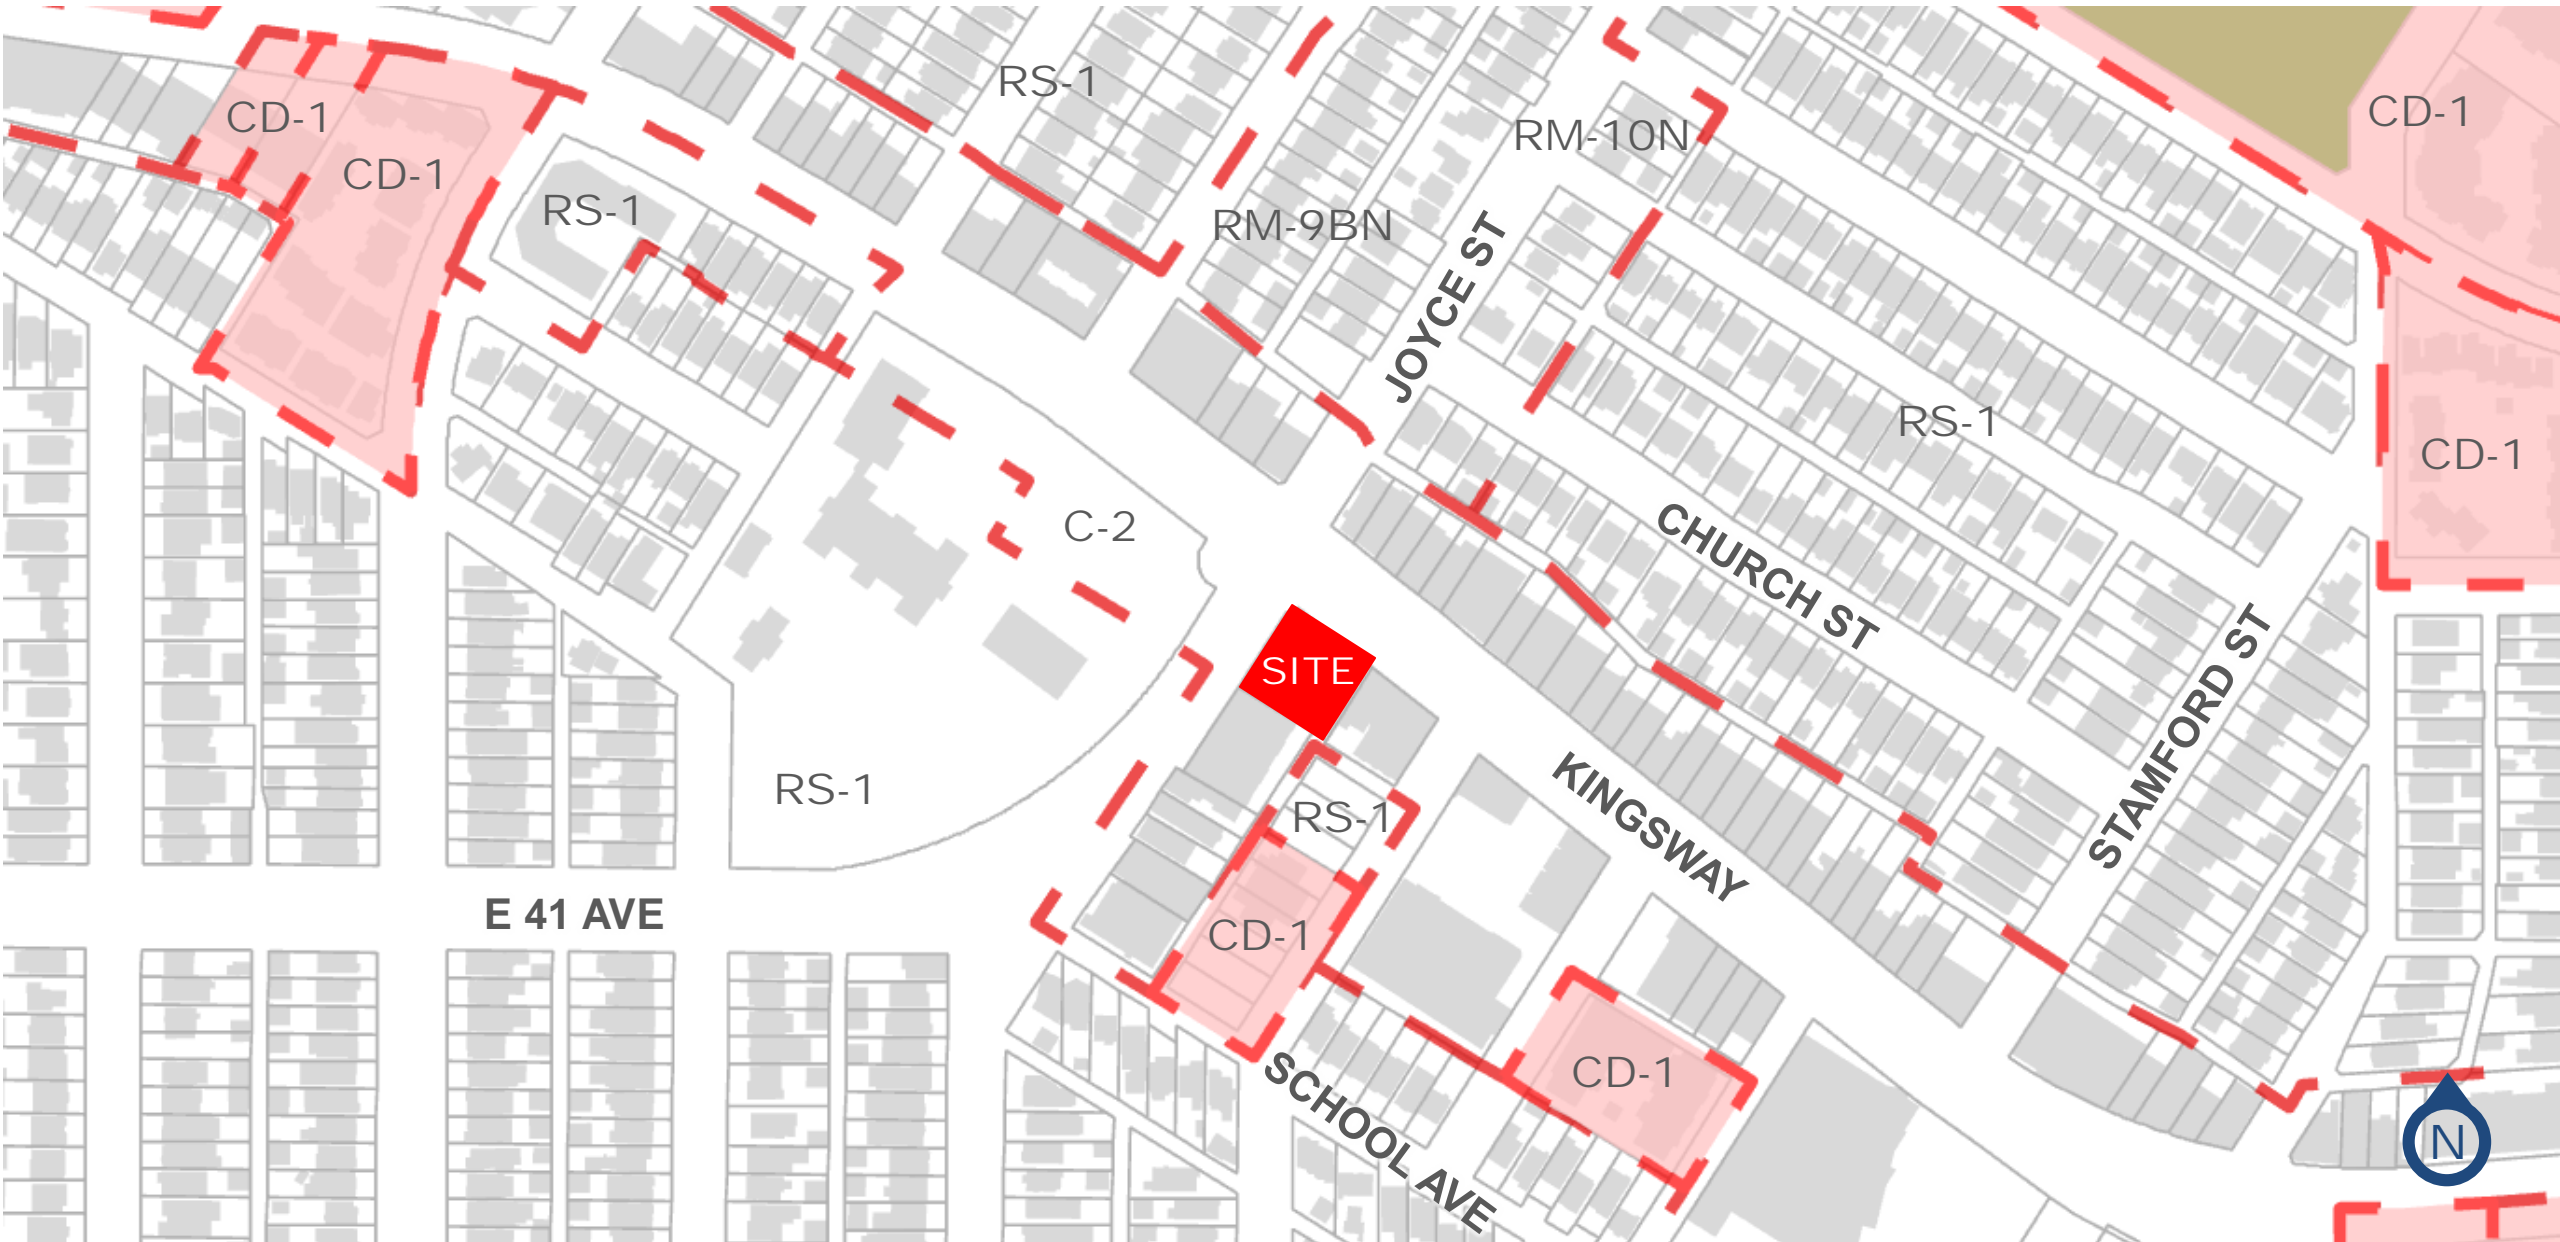 RS-1
CD-1
CD-1
RM-10N
CD-1
RS-1
RM-9BN
JOYCE ST
RS-1
CD-1
C-2
CHURCH ST
SITE
STAMFORD ST
RS-1
RS-1
KINGSWAY
E 41 AVE
CD-1
CD-1
SCHOOL AVE
N